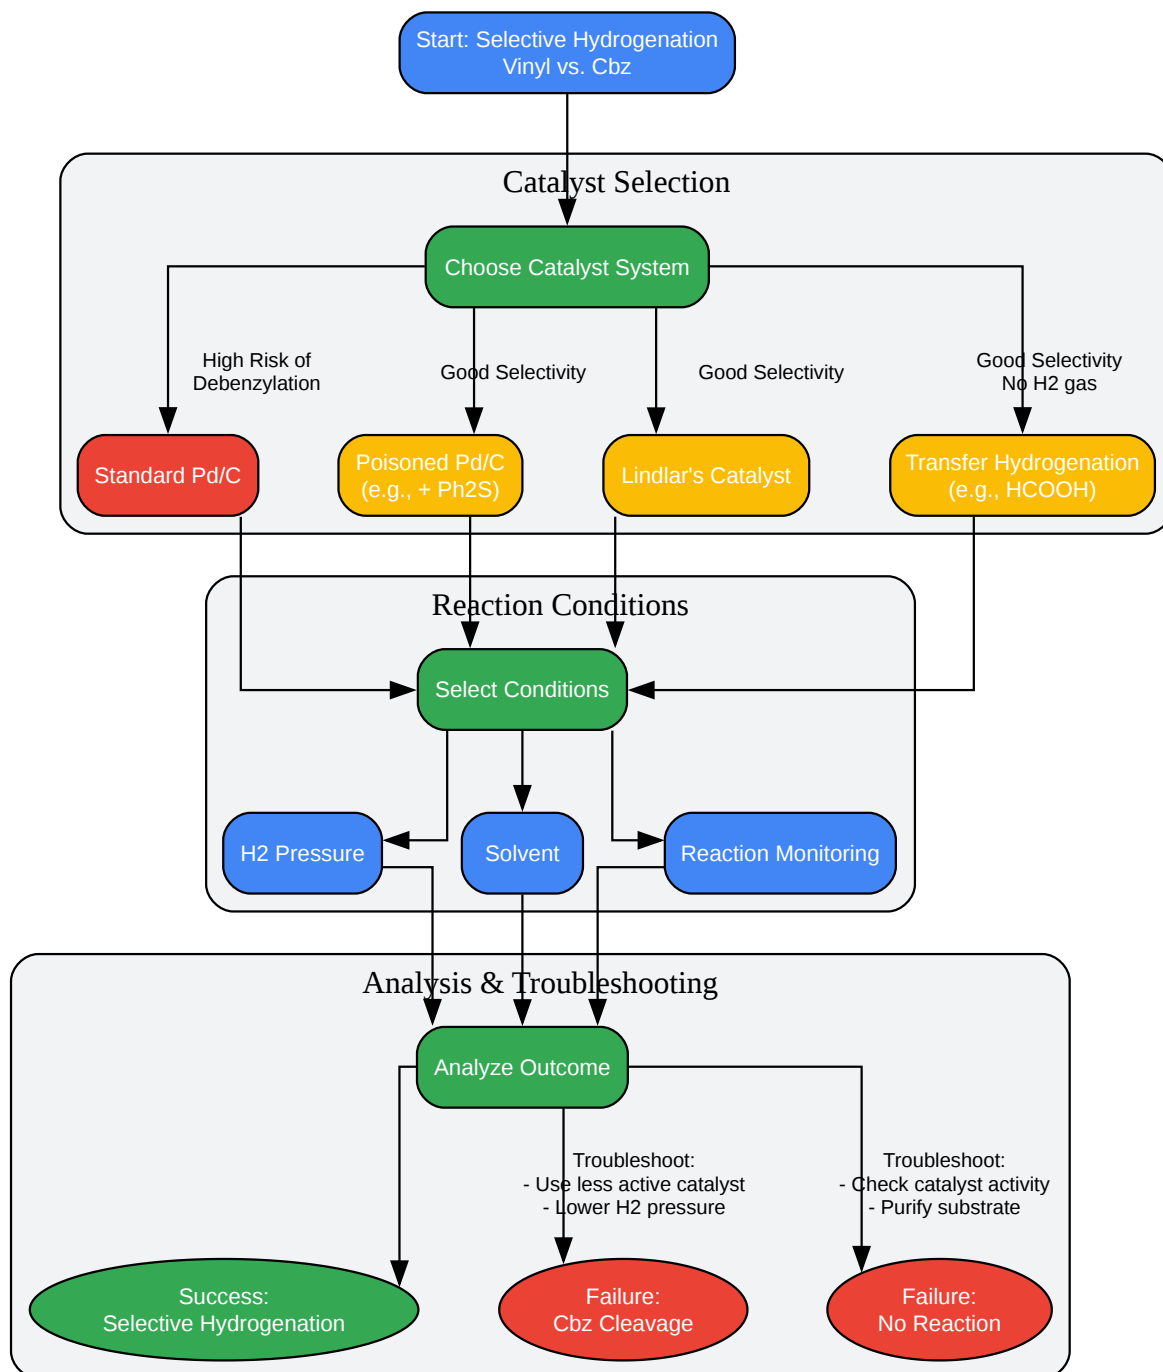 Start: Selective Hydrogenation
Vinyl vs. Cbz
Catalyst Selection
Choose Catalyst System
High Risk of
Debenzylation
Good Selectivity
Good Selectivity
Good Selectivity
No H2 gas
Standard Pd/C
Poisoned Pd/C
(e.g., + Ph2S)
Lindlar's Catalyst
Transfer Hydrogenation
(e.g., HCOOH)
Reaction Conditions
Select Conditions
H2 Pressure
Solvent
Reaction Monitoring
Analysis & Troubleshooting
Analyze Outcome
Troubleshoot:
- Use less active catalyst
- Lower H2 pressure
Troubleshoot:
- Check catalyst activity
- Purify substrate
Success:
Selective Hydrogenation
Failure:
Cbz Cleavage
Failure:
No Reaction